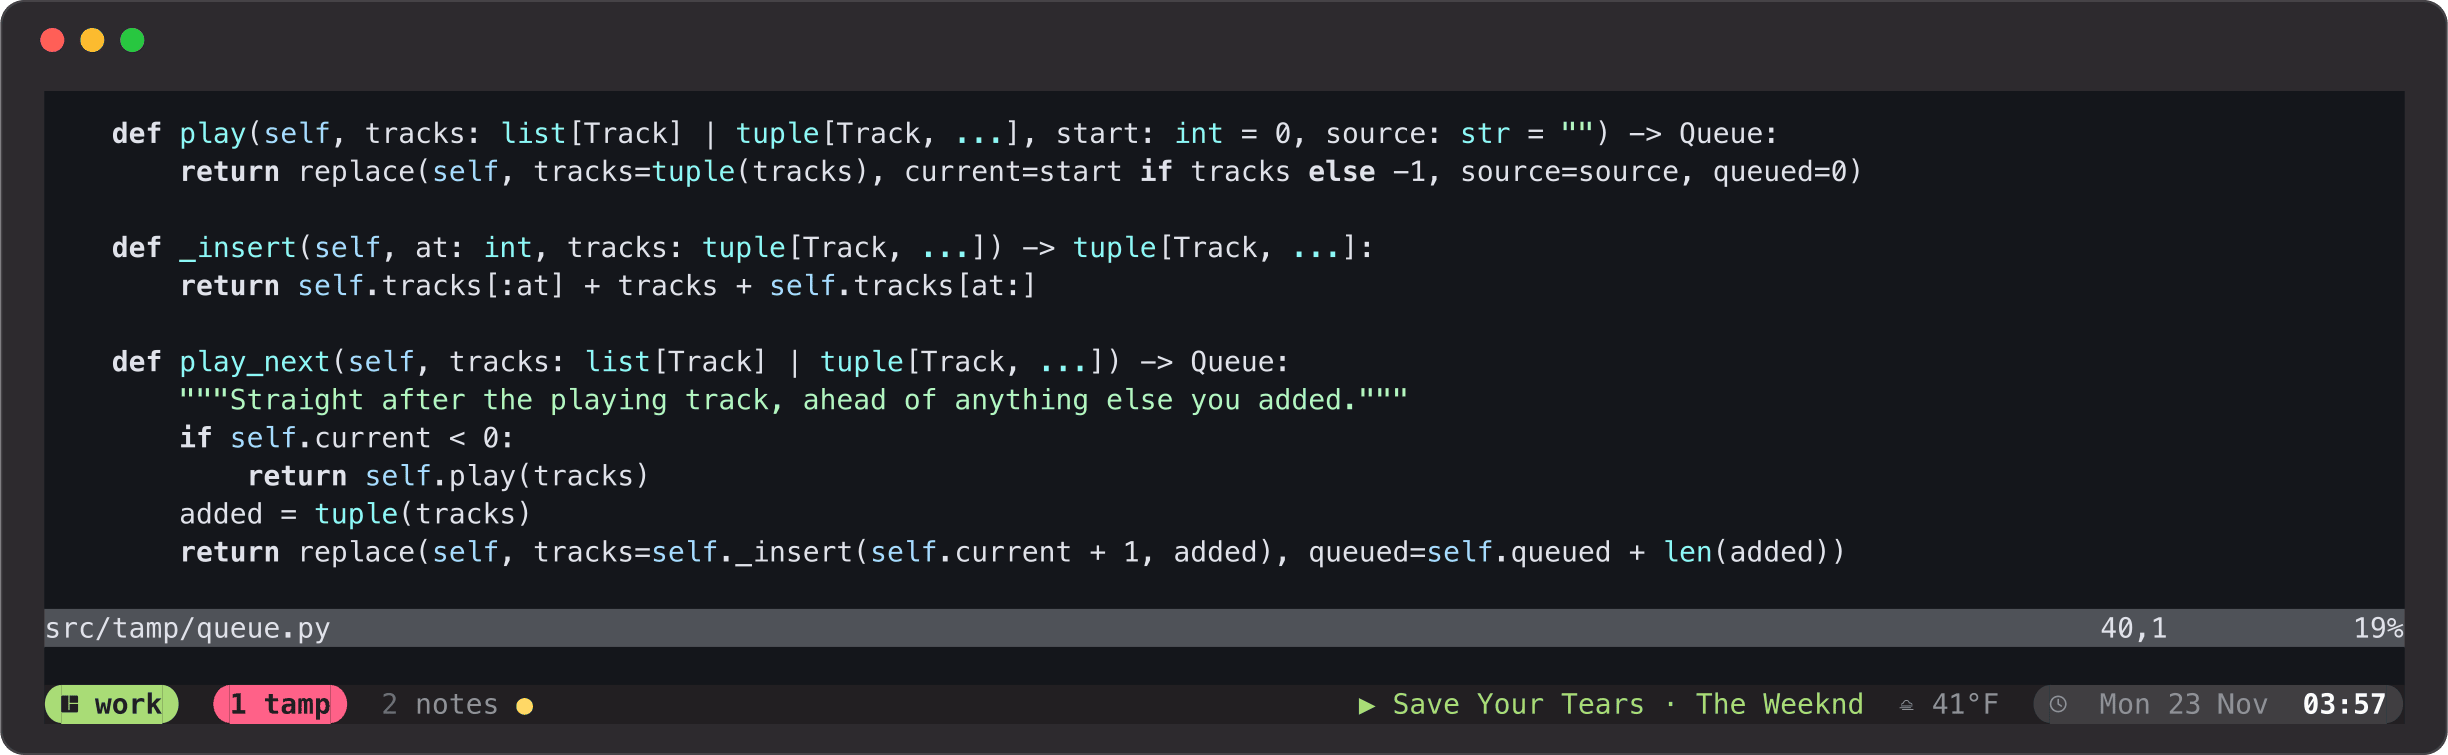 def play(self, tracks: list[Track] | tuple[Track, ...], start: int = 0, source: str = "") -> Queue:
return replace(self, tracks=tuple(tracks), current=start if tracks else -1, source=source, queued=0)
def _insert(self, at: int, tracks: tuple[Track, ...]) -> tuple[Track, ...]:
return self.tracks[:at] + tracks + self.tracks[at:]
def play_next(self, tracks: list[Track] | tuple[Track, ...]) -> Queue:
"""Straight after the playing track, ahead of anything else you added."""
if self.current < 0:
return self.play(tracks)
added = tuple(tracks)
return replace(self, tracks=self._insert(self.current + 1, added), queued=self.queued + len(added))
src/tamp/queue.py 40,1 19%
work 1 tamp 2 notes ● ▶ Save Your Tears · The Weeknd 41°F Mon 23 Nov 03:57